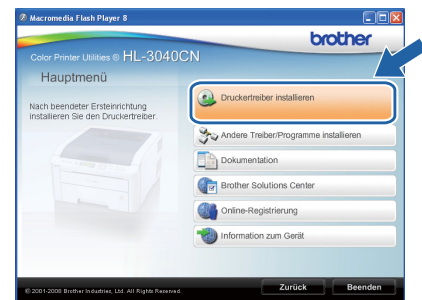 Macromedia Flash Player 8
brother
Color Printer Utilities ® HL-3040CN
Hauptmenü
Nach beendeter Ersteinrichtung
installieren Sie den Druckertreiber.
Druckertreiber installieren
Andere Treiber/Programme installieren
Dokumentation
Brother Solutions Center
Online-Registrierung
Information zum Gerät
© 2001-2008 Brother Industries, Ltd. All Rights Reserved.
Zurück
Beenden